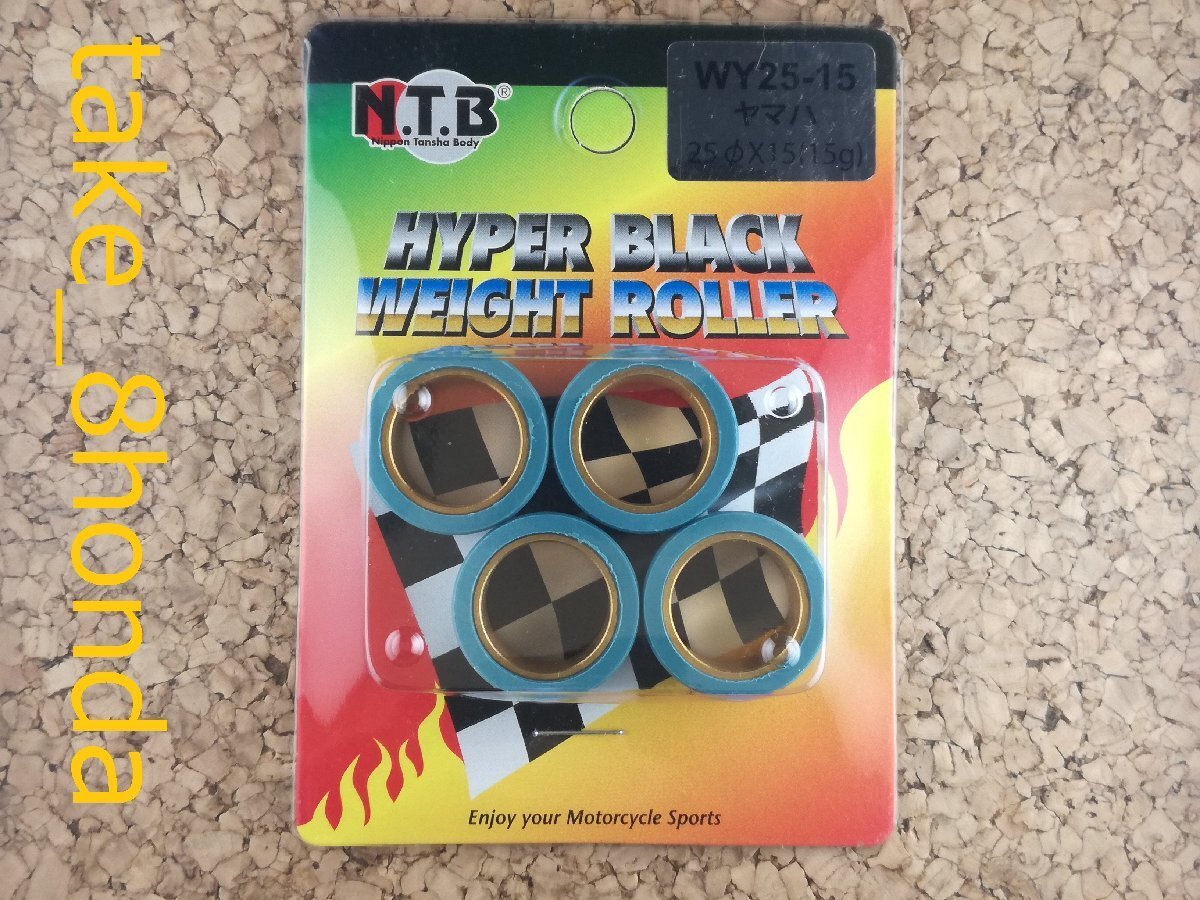 take_8honda
N.T.B®
Nippon Tansha Body
WY25-15
ヤマハ
25φX15(15g)
HYPER BLACK
WEIGHT ROLLER
Enjoy your Motorcycle Sports